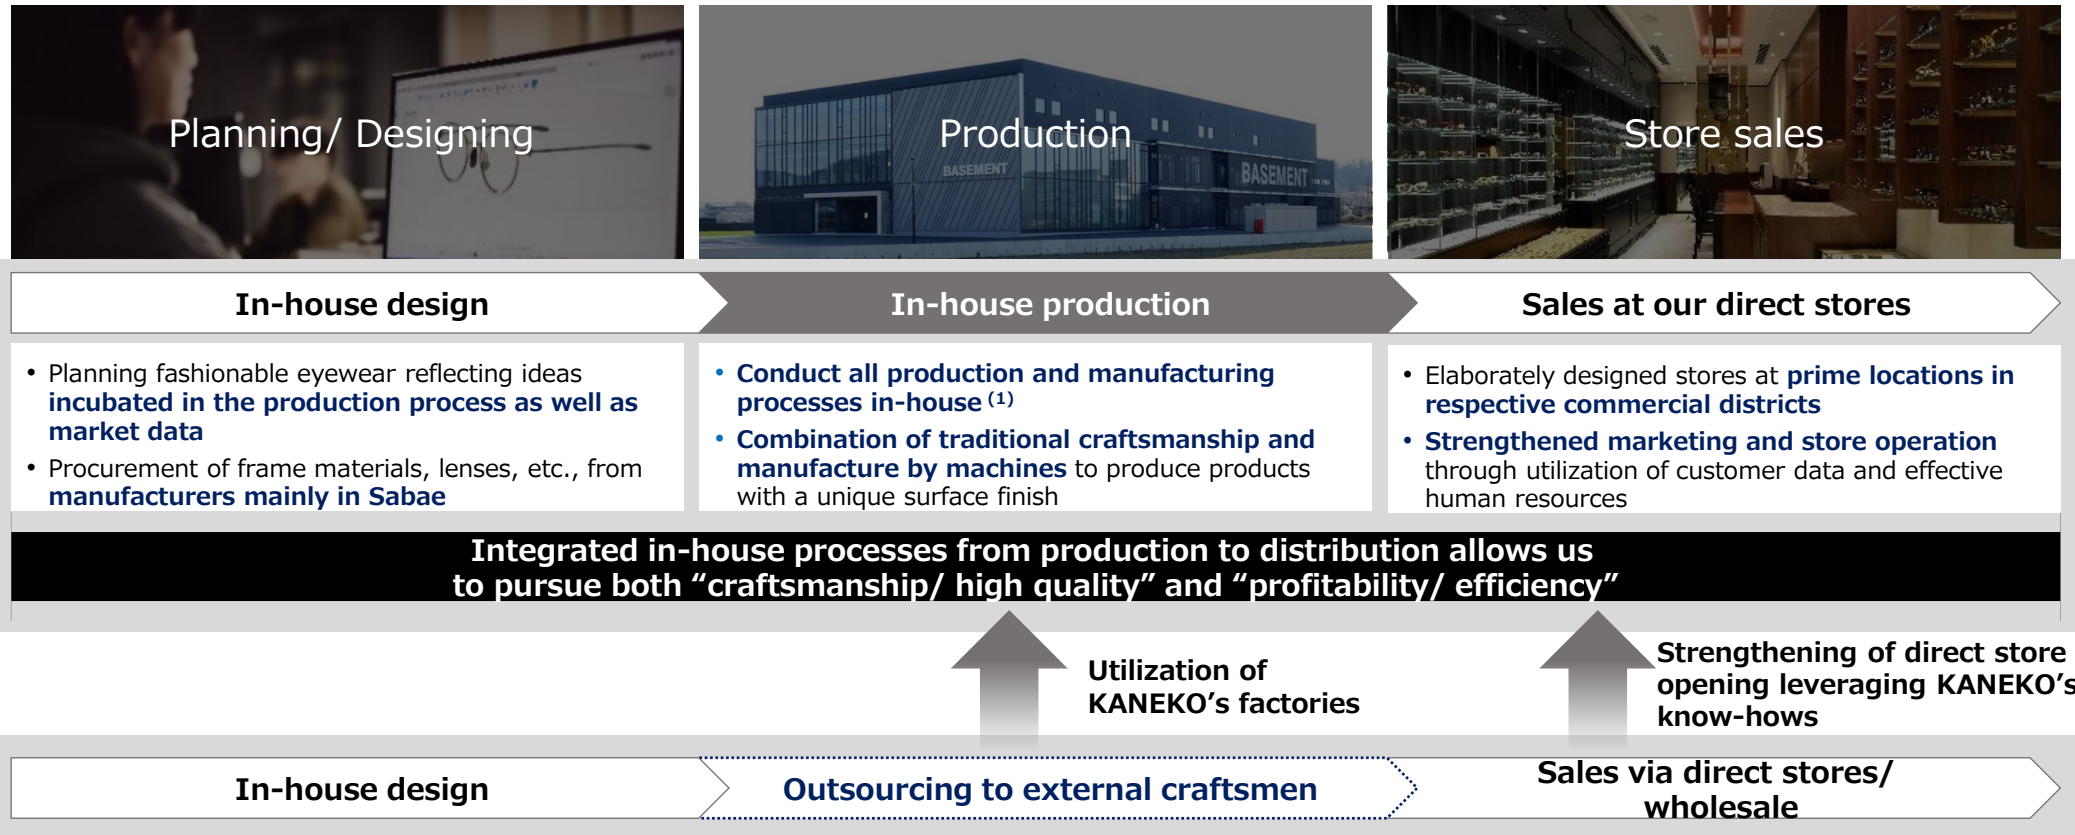 Planning/ Designing
Production
Store sales
BASEMENT
BASEMENT
In-house design
In-house production
Sales at our direct stores
• Planning fashionable eyewear reflecting ideas
incubated in the production process as well as
market data
• Procurement of frame materials, lenses, etc., from
manufacturers mainly in Sabae
• Conduct all production and manufacturing
processes in-house (1)
• Combination of traditional craftsmanship and
manufacture by machines to produce products
with a unique surface finish
• Elaborately designed stores at prime locations in
respective commercial districts
• Strengthened marketing and store operation
through utilization of customer data and effective
human resources
Integrated in-house processes from production to distribution allows us
to pursue both “craftsmanship/ high quality” and “profitability/ efficiency”
Utilization of
KANEKO’s factories
Strengthening of direct store
opening leveraging KANEKO’s
know-hows
In-house design
Outsourcing to external craftsmen
Sales via direct stores/
wholesale